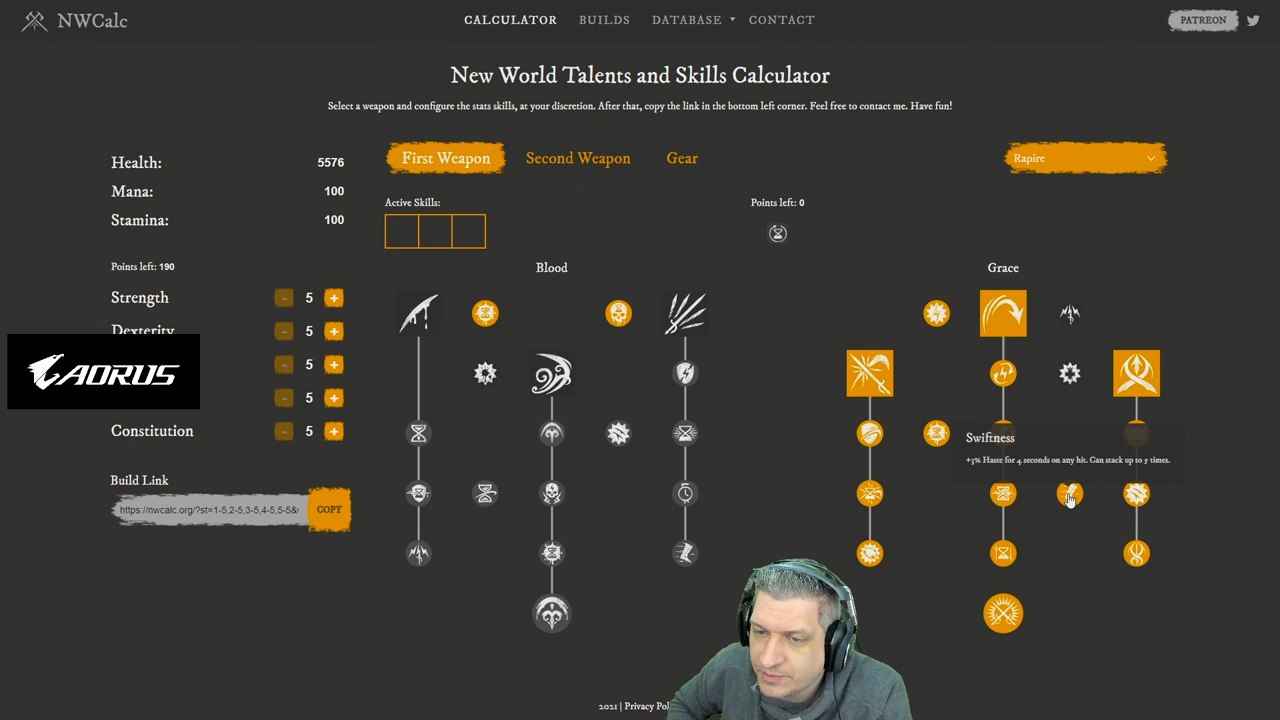 NWCalc
CALCULATOR
BUILDS
DATABASE
CONTACT
PATREON
New World Talents and Skills Calculator
Select a weapon and configure the stats skills, at your discretion. After that, copy the link in the bottom left corner. Feel free to contact me. Have fun!
Health: 5576
Mana: 100
Stamina: 100
Points left: 190
Strength - 5 +
Dexterity - 5 +
- 5 +
- 5 +
Constitution - 5 +
AORUS
Build Link
https://nwcalc.org/?st=1-5,2-5,3-5,4-5,5-5&
COPY
First Weapon
Second Weapon
Gear
Rapire
Active Skills:
Points left: 0
Blood
Grace
Swiftness
+3% Haste for 4 seconds on any hit. Can stack up to 5 times.
2021 | Privacy